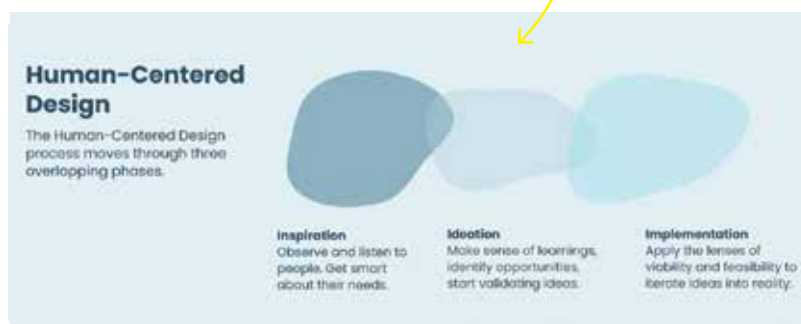 Human-Centered
Design
The Human-Centered Design
process moves through three
overlapping phases.
Inspiration
Observe and listen to
people. Get smart
about their needs.
Ideation
Make sense of learnings,
identify opportunities,
start validating ideas.
Implementation
Apply the lenses of
viability and feasibility to
iterate ideas into reality.